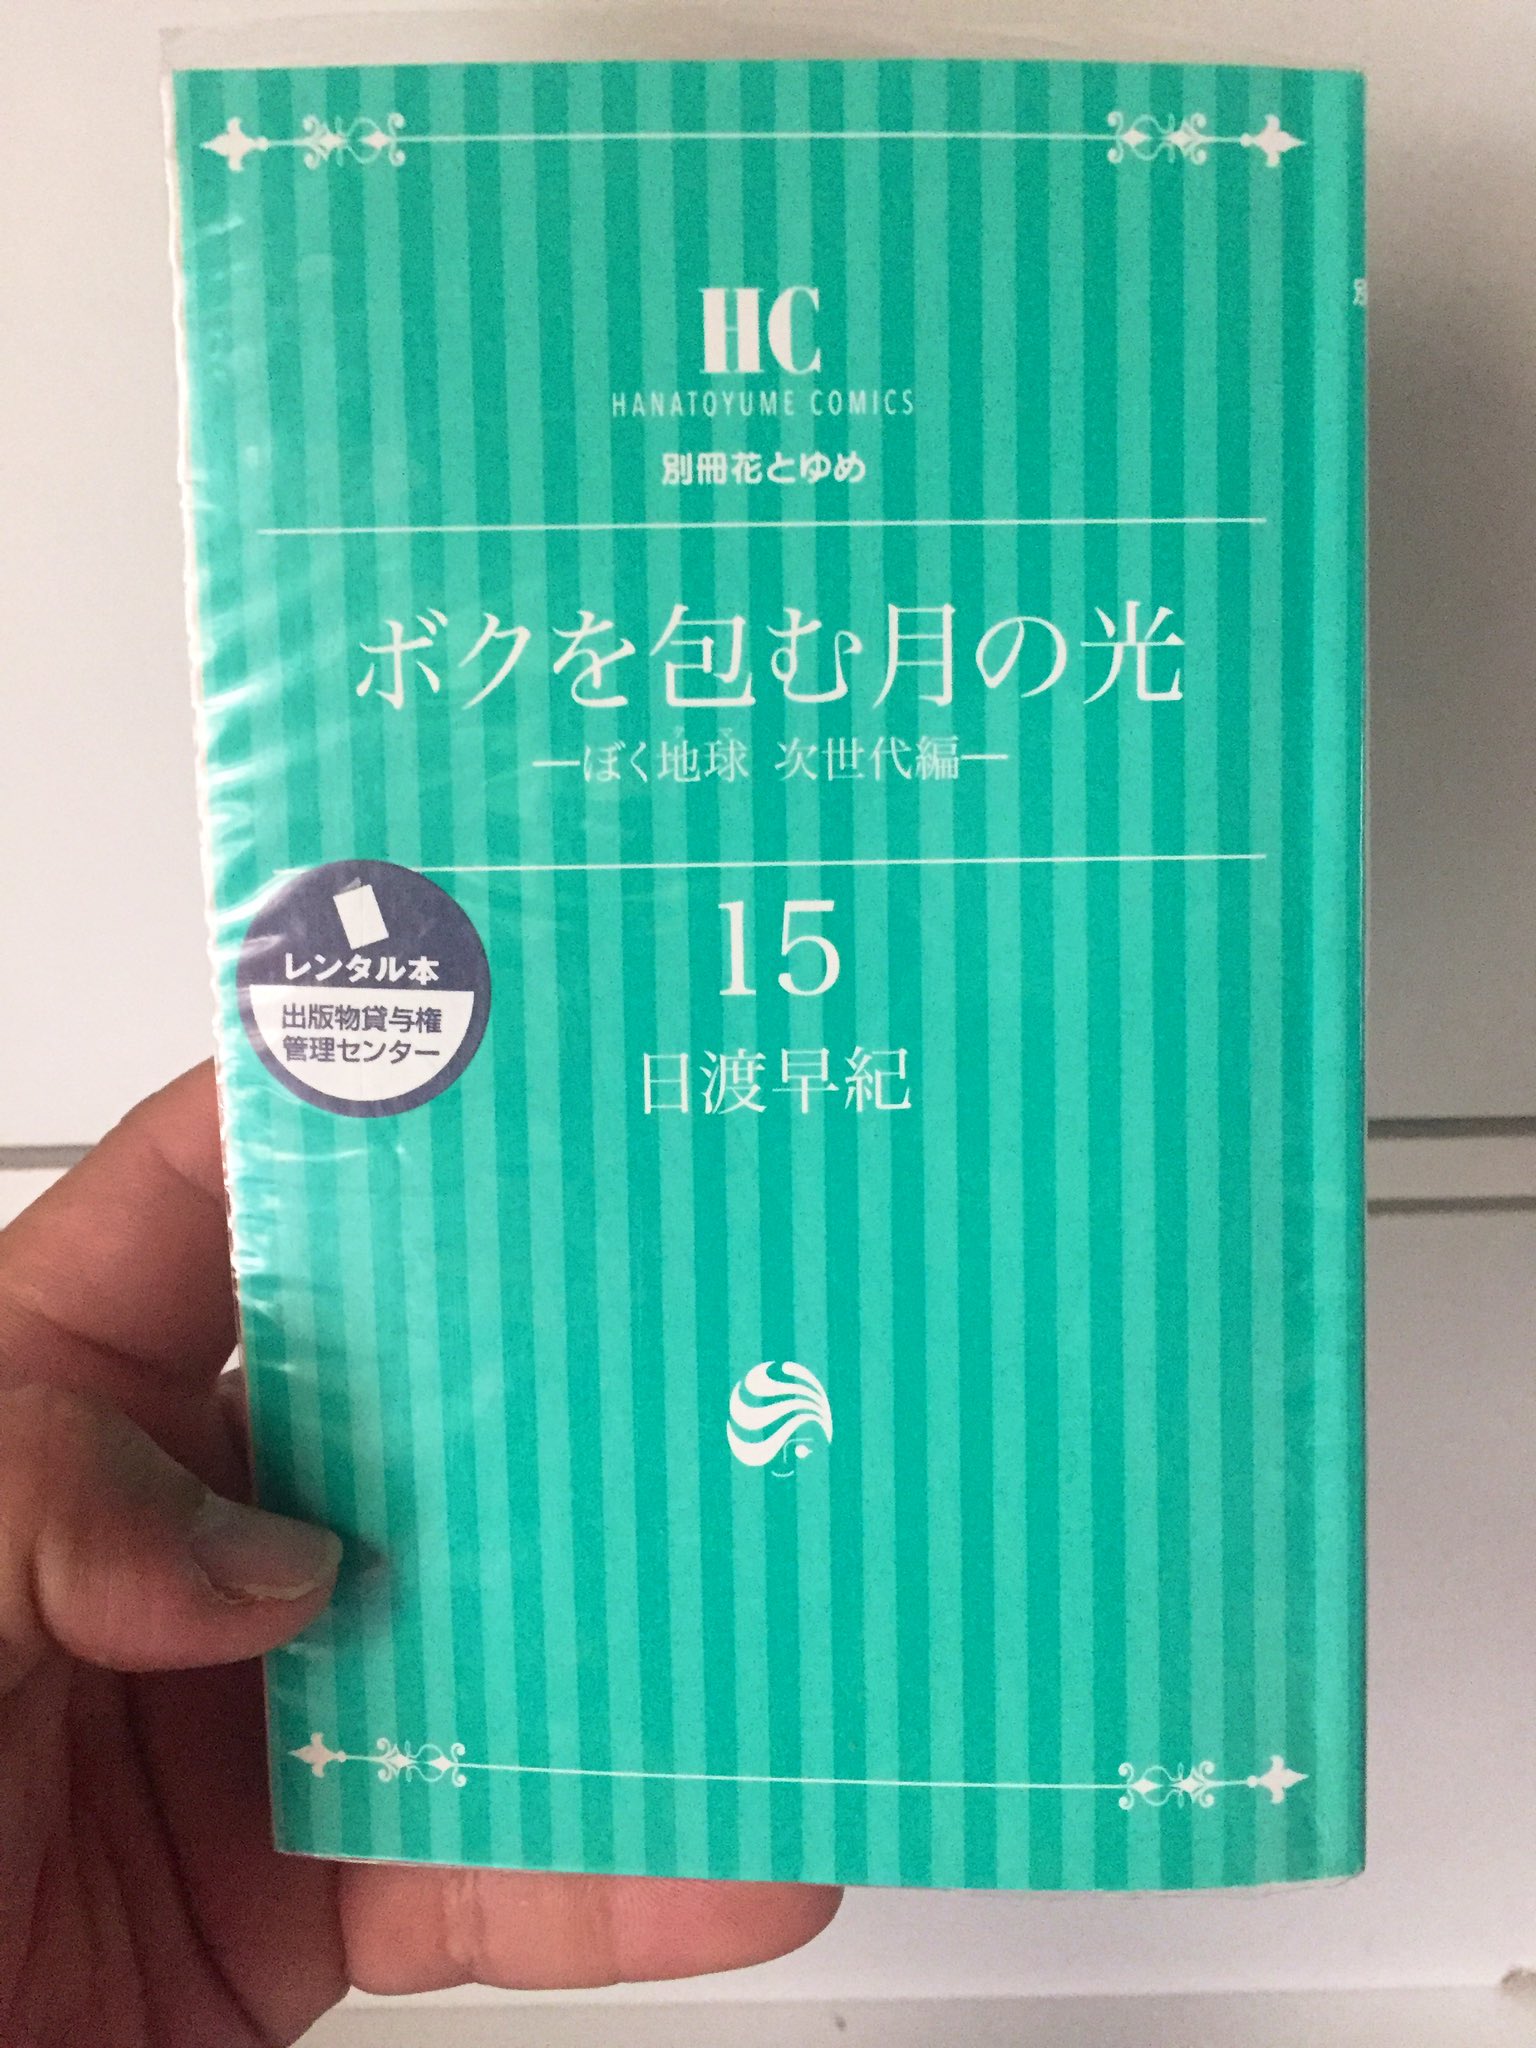 HC
HANATOYUME COMICS
別冊花とゆめ
ボクを包む月の光
―ぼく地球 次世代編―
15
日渡早紀
レンタル本
出版物貸与権
管理センター